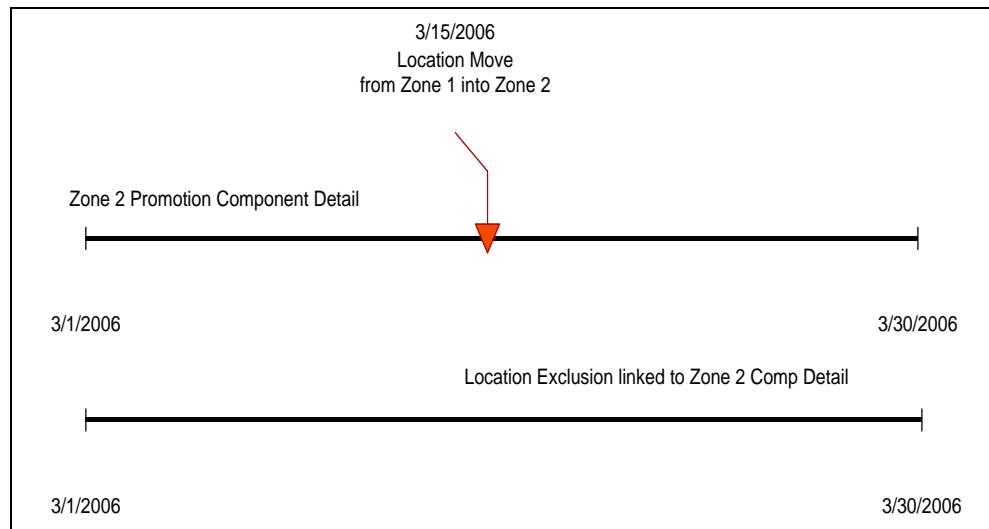 3/15/2006
Location Move
from Zone 1 into Zone 2
Zone 2 Promotion Component Detail
3/1/2006
3/30/2006
Location Exclusion linked to Zone 2 Comp Detail
3/1/2006
3/30/2006